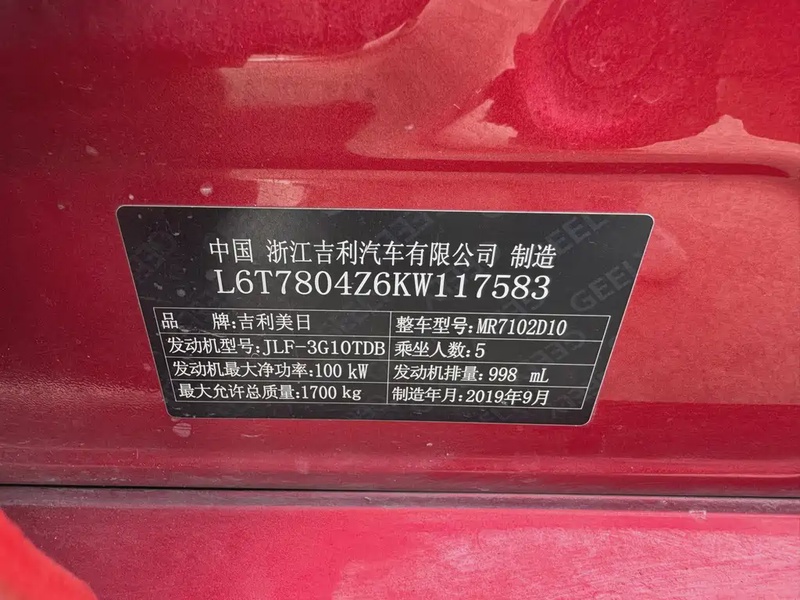 中国 浙江吉利汽车有限公司 制造
L6T7804Z6KW117583
品 牌:吉利美日 整车型号:MR7102D10
发动机型号:JLF-3G10TDB 乘坐人数:5
发动机最大净功率:100 kW 发动机排量:998 mL
最大允许总质量:1700 kg 制造年月:2019年9月